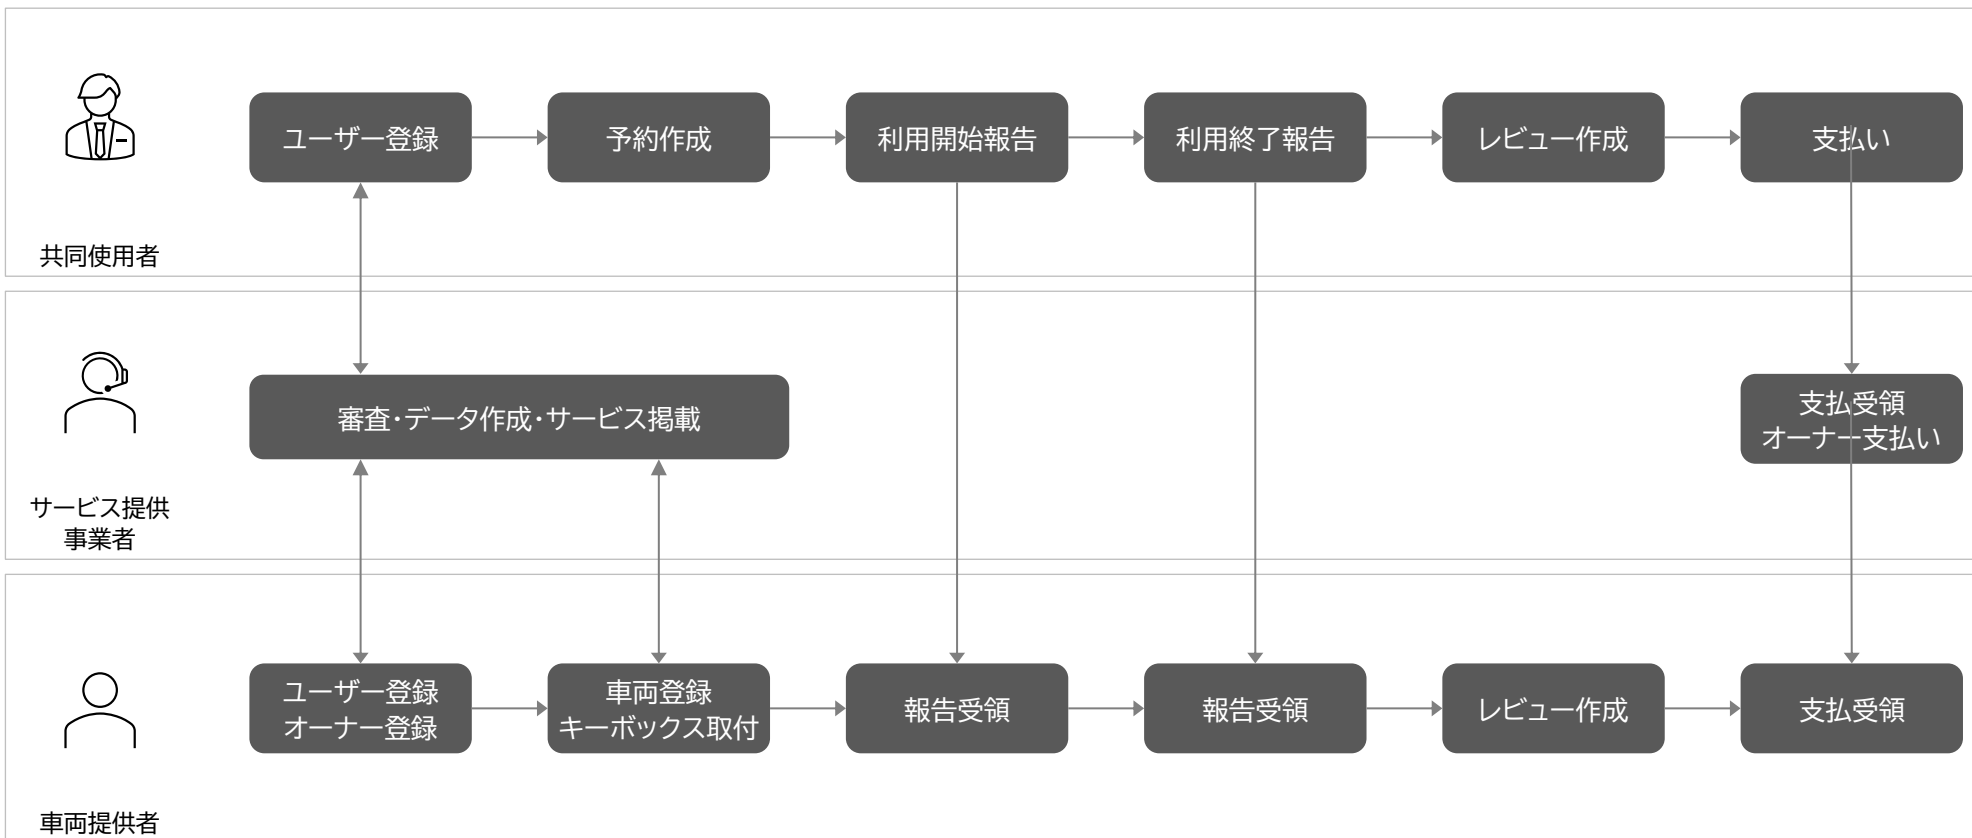 ユーザー登録
予約作成
利用開始報告
利用終了報告
レビュー作成
支払い
共同使用者
審査・データ作成・サービス掲載
支払受領
オーナー支払い
サービス提供
事業者
ユーザー登録
オーナー登録
車両登録
キーボックス取付
報告受領
報告受領
レビュー作成
支払受領
車両提供者